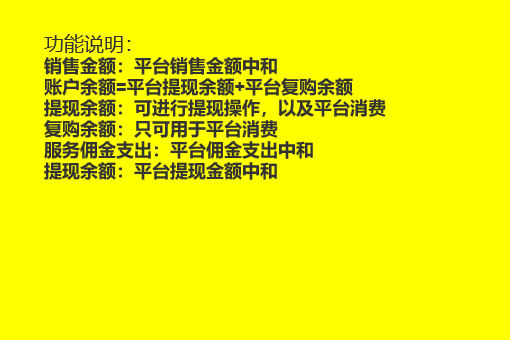 功能说明：
销售金额：平台销售金额中和
账户余额=平台提现余额+平台复购余额
提现余额：可进行提现操作，以及平台消费
复购余额：只可用于平台消费
服务佣金支出：平台佣金支出中和
提现余额：平台提现金额中和